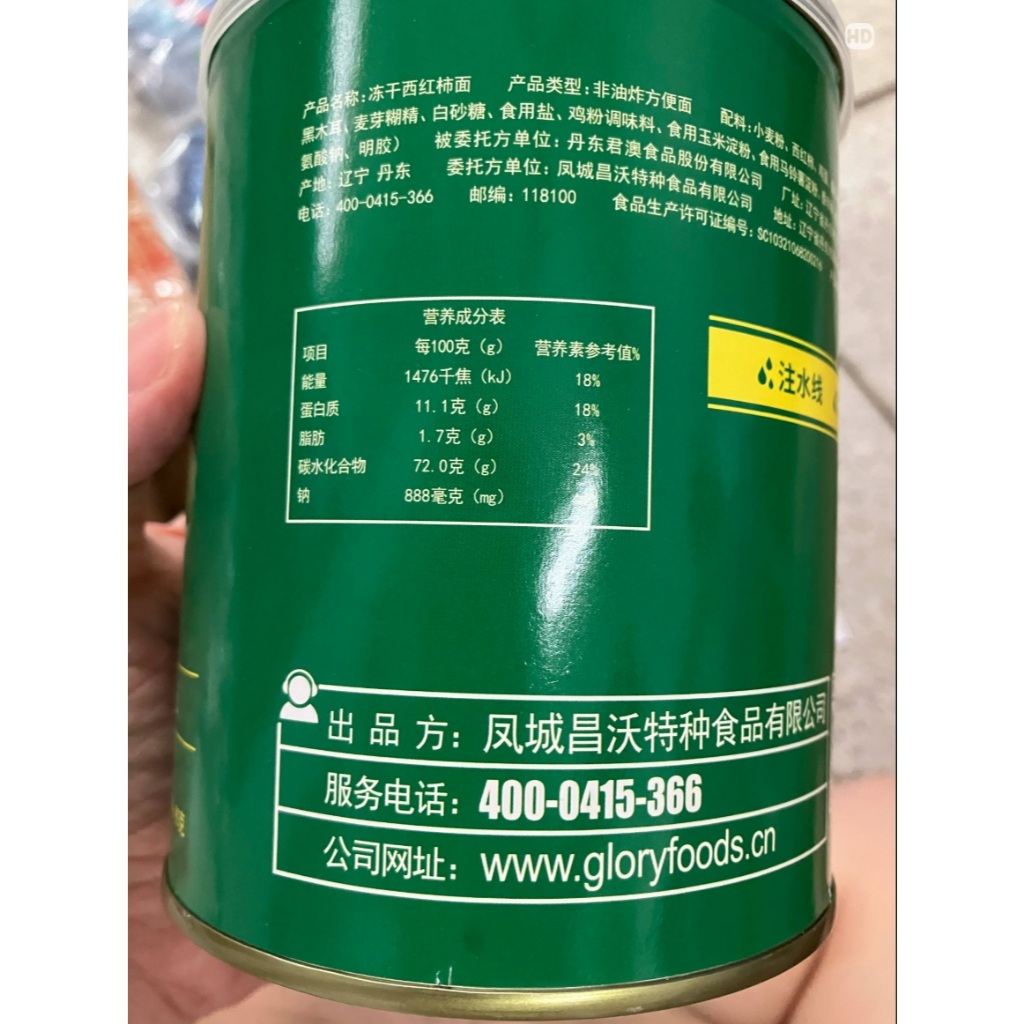 HD
产品名称:冻干西红柿面 产品类型:非油炸方便面 配料:小麦粉、西红柿、
黑木耳、麦芽糊精、白砂糖、食用盐、鸡粉调味料、食用玉米淀粉、食用马铃薯淀粉、
氨酸钠、明胶) 被委托方单位:丹东君澳食品股份有限公司 厂址:辽宁省
产地:辽宁 丹东 委托方单位:凤城昌沃特种食品有限公司 地址:辽宁省
电话:400-0415-366 邮编:118100 食品生产许可证编号:
营养成分表
项目 每100克(g) 营养素参考值%
能量 1476千焦(kJ) 18%
蛋白质 11.1克(g) 18%
脂肪 1.7克(g) 3%
碳水化合物 72.0克(g) 24%
钠 888毫克(mg)
注水线
出品方:凤城昌沃特种食品有限公司
服务电话:400-0415-366
公司网址:www.gloryfoods.cn